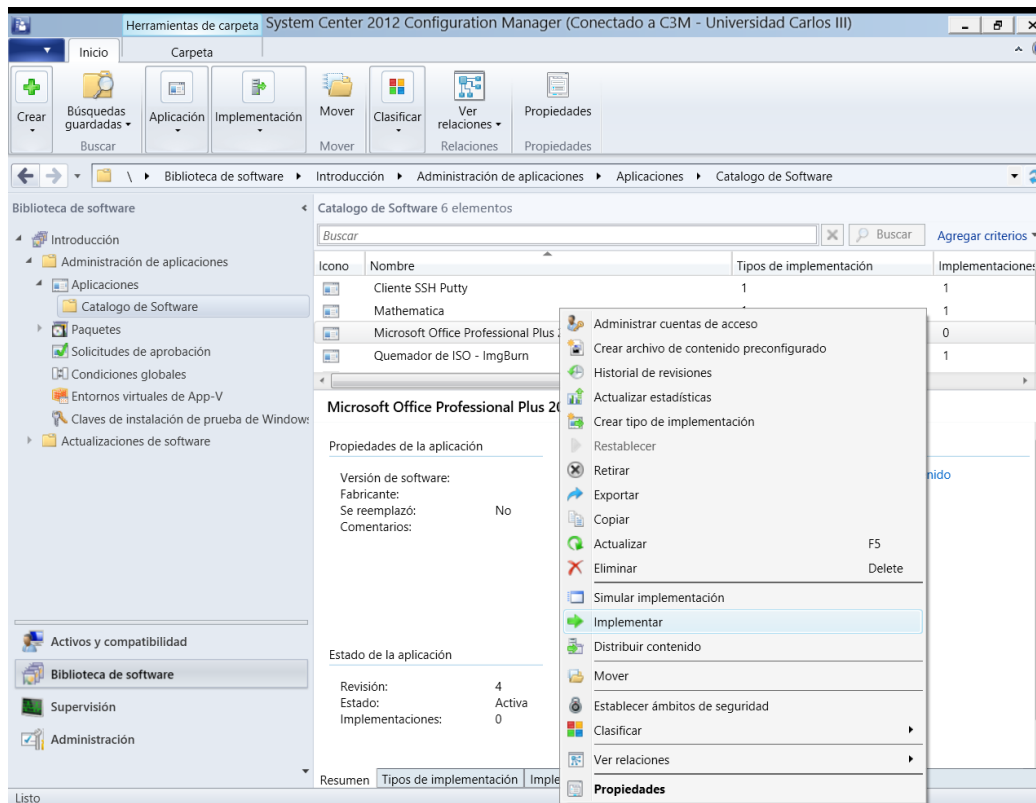 Herramientas de carpeta System Center 2012 Configuration Manager (Conectado a C3M - Universidad Carlos III)
Inicio Carpeta
Crear Búsquedas guardadas Aplicación Implementación Mover Clasificar Ver relaciones Propiedades
Buscar Mover Relaciones Propiedades
\ Biblioteca de software Introducción Administración de aplicaciones Aplicaciones Catalogo de Software
Biblioteca de software
Introducción
Administración de aplicaciones
Aplicaciones
Catalogo de Software
Paquetes
Solicitudes de aprobación
Condiciones globales
Entornos virtuales de App-V
Claves de instalación de prueba de Windows
Actualizaciones de software
Activos y compatibilidad
Biblioteca de software
Supervisión
Administración
Catalogo de Software 6 elementos
Buscar Buscar Agregar criterios
Icono Nombre Tipos de implementación Implementaciones
Cliente SSH Putty 1 1
Mathematica 1 1
Microsoft Office Professional Plus 0
Quemador de ISO - ImgBurn 1
Microsoft Office Professional Plus
Propiedades de la aplicación
Versión de software:
Fabricante:
Se reemplazó: No
Comentarios:
nido
Estado de la aplicación
Revisión: 4
Estado: Activa
Implementaciones: 0
Resumen Tipos de implementación Imple
Administrar cuentas de acceso
Crear archivo de contenido preconfigurado
Historial de revisiones
Actualizar estadísticas
Crear tipo de implementación
Restablecer
Retirar
Exportar
Copiar
Actualizar F5
Eliminar Delete
Simular implementación
Implementar
Distribuir contenido
Mover
Establecer ámbitos de seguridad
Clasificar
Ver relaciones
Propiedades
Listo